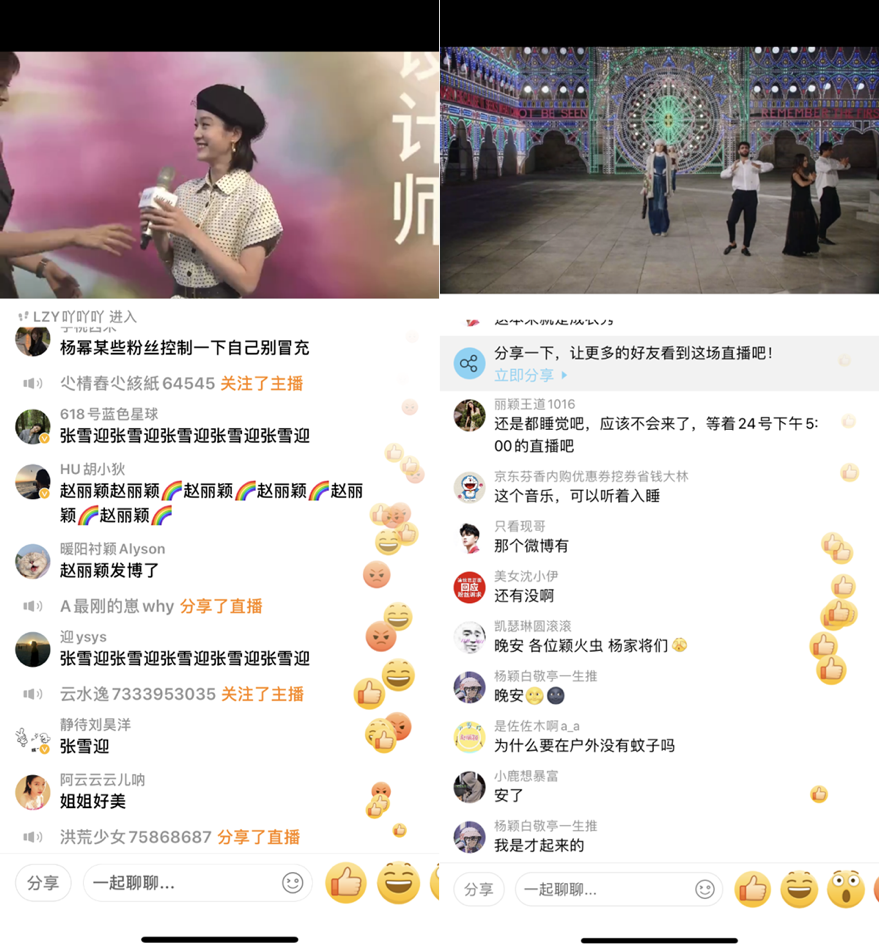 设
计
师
LZY吖吖吖 进入
杨幂某些粉丝控制一下自己别冒充
尐棈春尐絯紙64545 关注了主播
618号蓝色星球
张雪迎张雪迎张雪迎张雪迎张雪迎
HU胡小狄
赵丽颖赵丽颖🌈赵丽颖🌈赵丽颖🌈赵丽
颖🌈赵丽颖🌈
暖阳衬颖Alyson
赵丽颖发博了
A最刚的崽why 分享了直播
迎ysys
张雪迎张雪迎张雪迎张雪迎张雪迎
云水逸7333953035 关注了主播
静待刘昊洋
张雪迎
阿云云云儿呐
姐姐好美
洪荒少女75868687 分享了直播
分享
一起聊聊...
这本来就是成衣秀
分享一下，让更多的好友看到这场直播吧！
立即分享
丽颖王道1016
还是都睡觉吧，应该不会来了，等着24号下午5:
00的直播吧
京东芬香内购优惠券挖券省钱大林
这个音乐，可以听着入睡
只看现哥
那个微博有
美女沈小伊
还有没啊
凯瑟琳圆滚滚
晚安 各位颖火虫 杨家将们
杨颖白敬亭一生推
晚安🌝🌚
是佐佐木啊a_a
为什么要在户外没有蚊子吗
小鹿想暴富
安了
杨颖白敬亭一生推
我是才起来的
分享
一起聊聊...